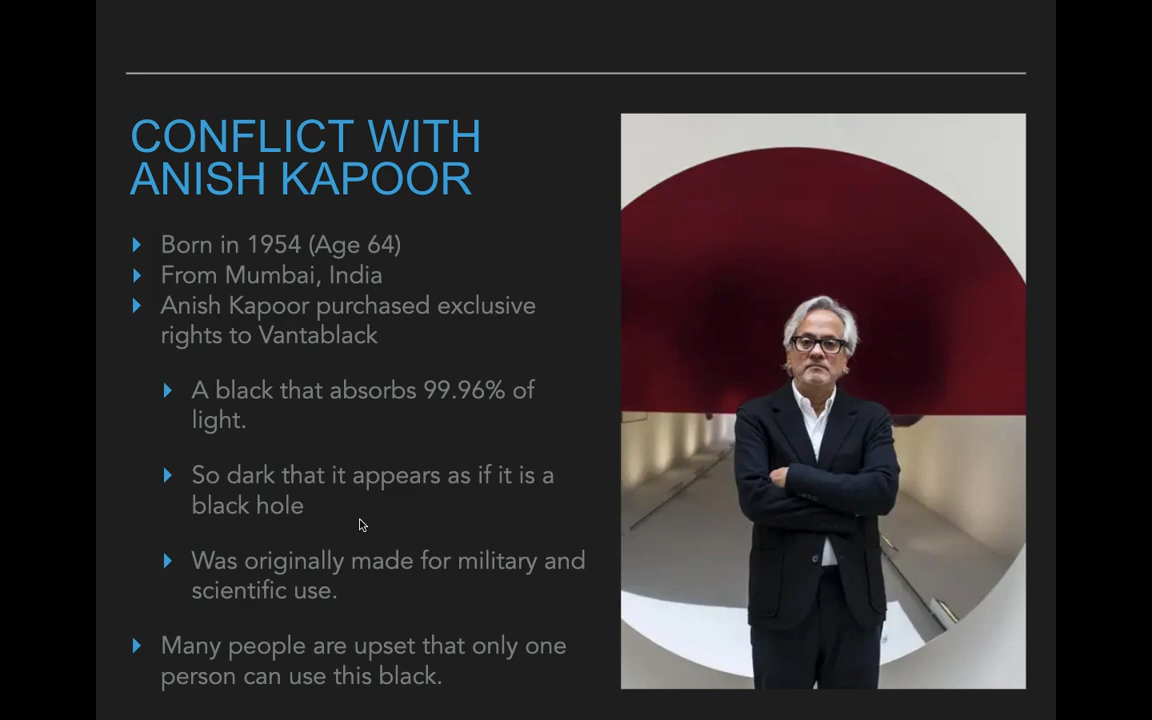 CONFLICT WITH
ANISH KAPOOR
Born in 1954 (Age 64)
From Mumbai, India
Anish Kapoor purchased exclusive
rights to Vantablack
A black that absorbs 99.96% of
light.
So dark that it appears as if it is a
black hole
Was originally made for military and
scientific use.
Many people are upset that only one
person can use this black.